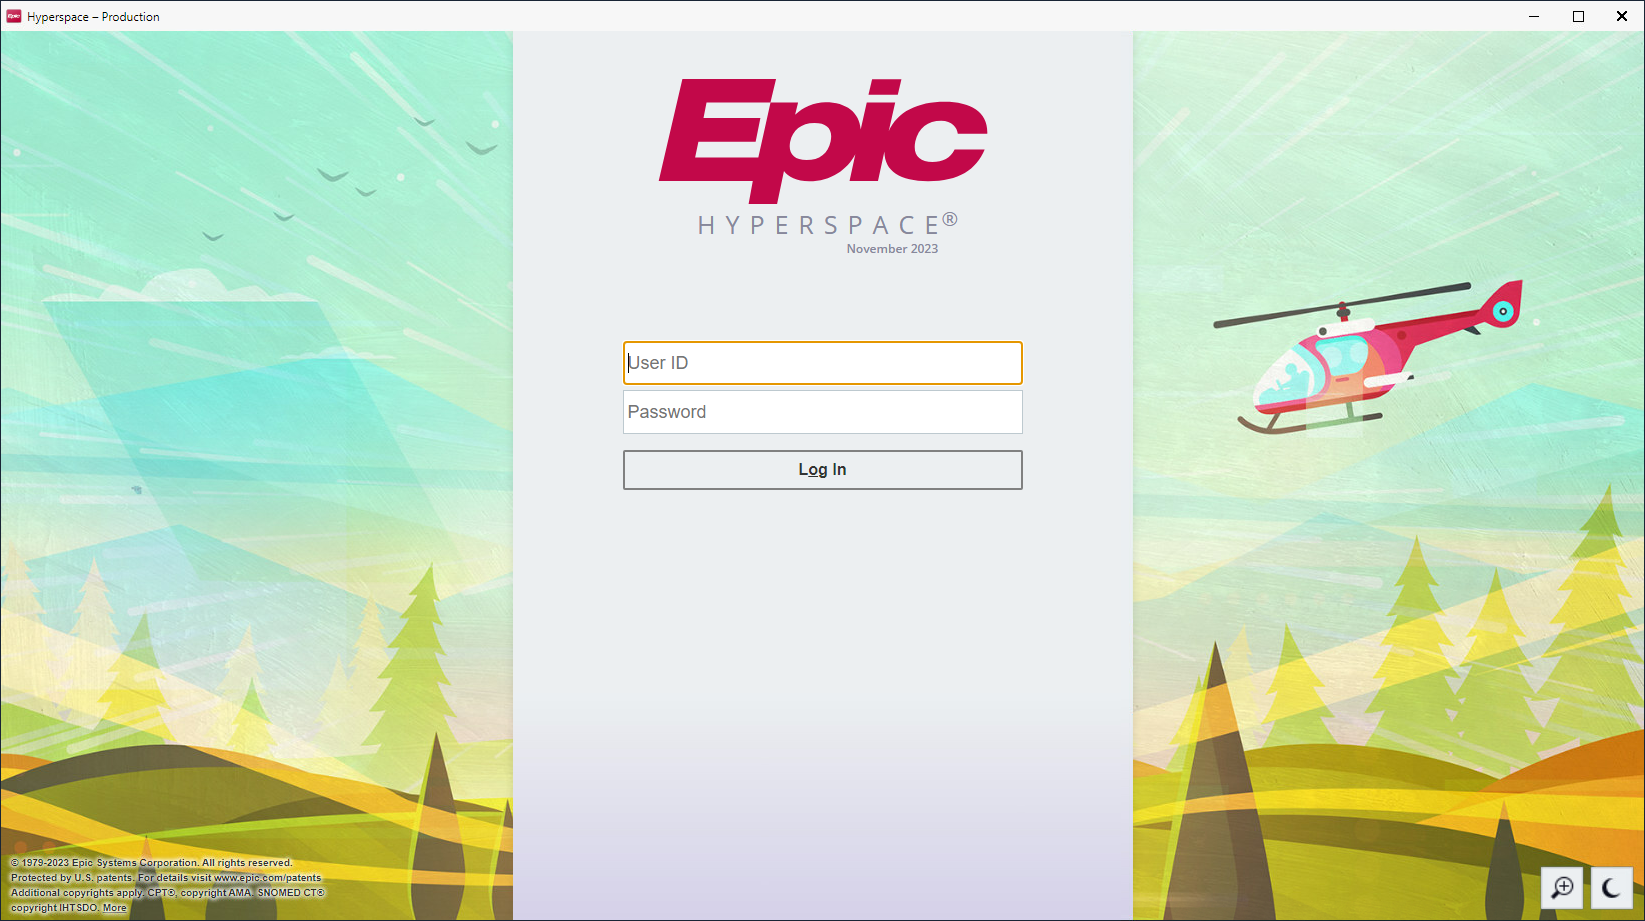 Epic Hyperspace – Production
Epic
HYPERSPACE®
November 2023
User ID
Password
Log In
© 1979-2023 Epic Systems Corporation. All rights reserved.
Protected by U.S. patents. For details visit www.epic.com/patents
Additional copyrights apply. CPT®, copyright AMA. SNOMED CT®
copyright IHTSDO. More